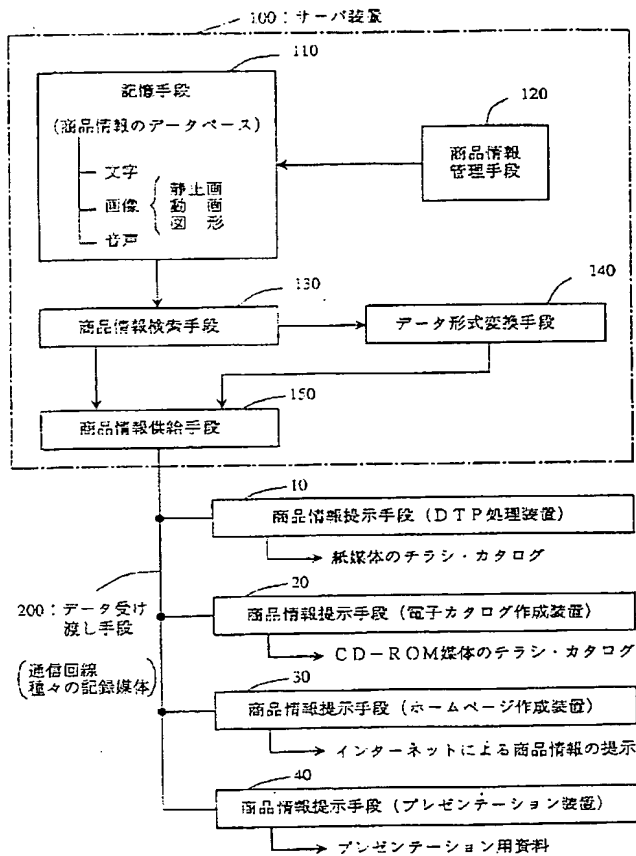 100：サーバ装置
110
記憶手段
（商品情報のデータベース）
文字
画像
静止画
動　画
図　形
音声
120
商品情報
管理手段
130
商品情報検索手段
140
データ形式変換手段
150
商品情報供給手段
10
商品情報提示手段（DTP処理装置）
紙媒体のチラシ・カタログ
200：データ受け
渡し手段
通信回線
種々の記録媒体
20
商品情報提示手段（電子カタログ作成装置）
CD－ROM媒体のチラシ・カタログ
30
商品情報提示手段（ホームページ作成装置）
インターネットによる商品情報の提示
40
商品情報提示手段（プレゼンテーション装置）
プレゼンテーション用資料